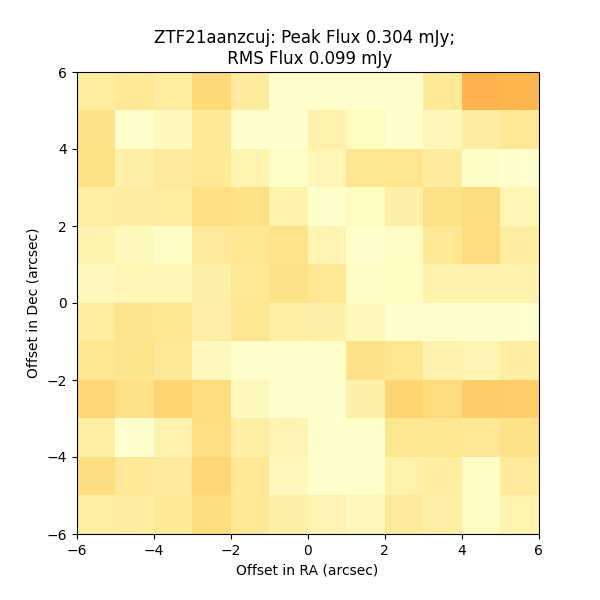 ZTF21aanzcuj: Peak Flux 0.304 mJy;
RMS Flux 0.099 mJy
6
4
2
0
−2
−4
−6
Offset in Dec (arcsec)
−6 −4 −2 0 2 4 6
Offset in RA (arcsec)